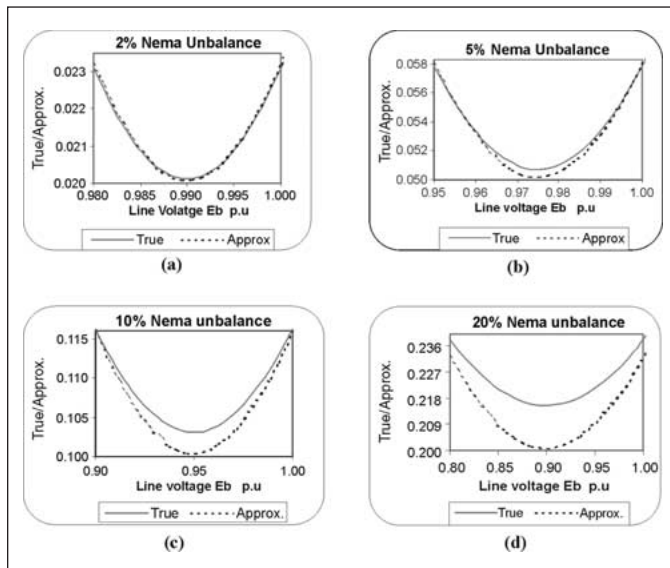 2% Nema Unbalance
True/Approx.
0.023
0.022
0.021
0.020
0.980 0.985 0.990 0.995 1.000
Line Volatge Eb p.u
True Approx
(a)
5% Nema Unbalance
True/Approx.
0.058
0.056
0.054
0.052
0.050
0.95 0.96 0.97 0.98 0.99 1.00
Line voltage Eb p.u
True Approx
(b)
10% Nema unbalance
True/Approx.
0.115
0.110
0.105
0.100
0.90 0.95 1.00
Line voltage Eb p.u
True Approx.
(c)
20% Nema unbalance
True/Approx.
0.236
0.227
0.218
0.209
0.200
0.80 0.85 0.90 0.95 1.00
Line voltage Eb p.u
True Approx.
(d)